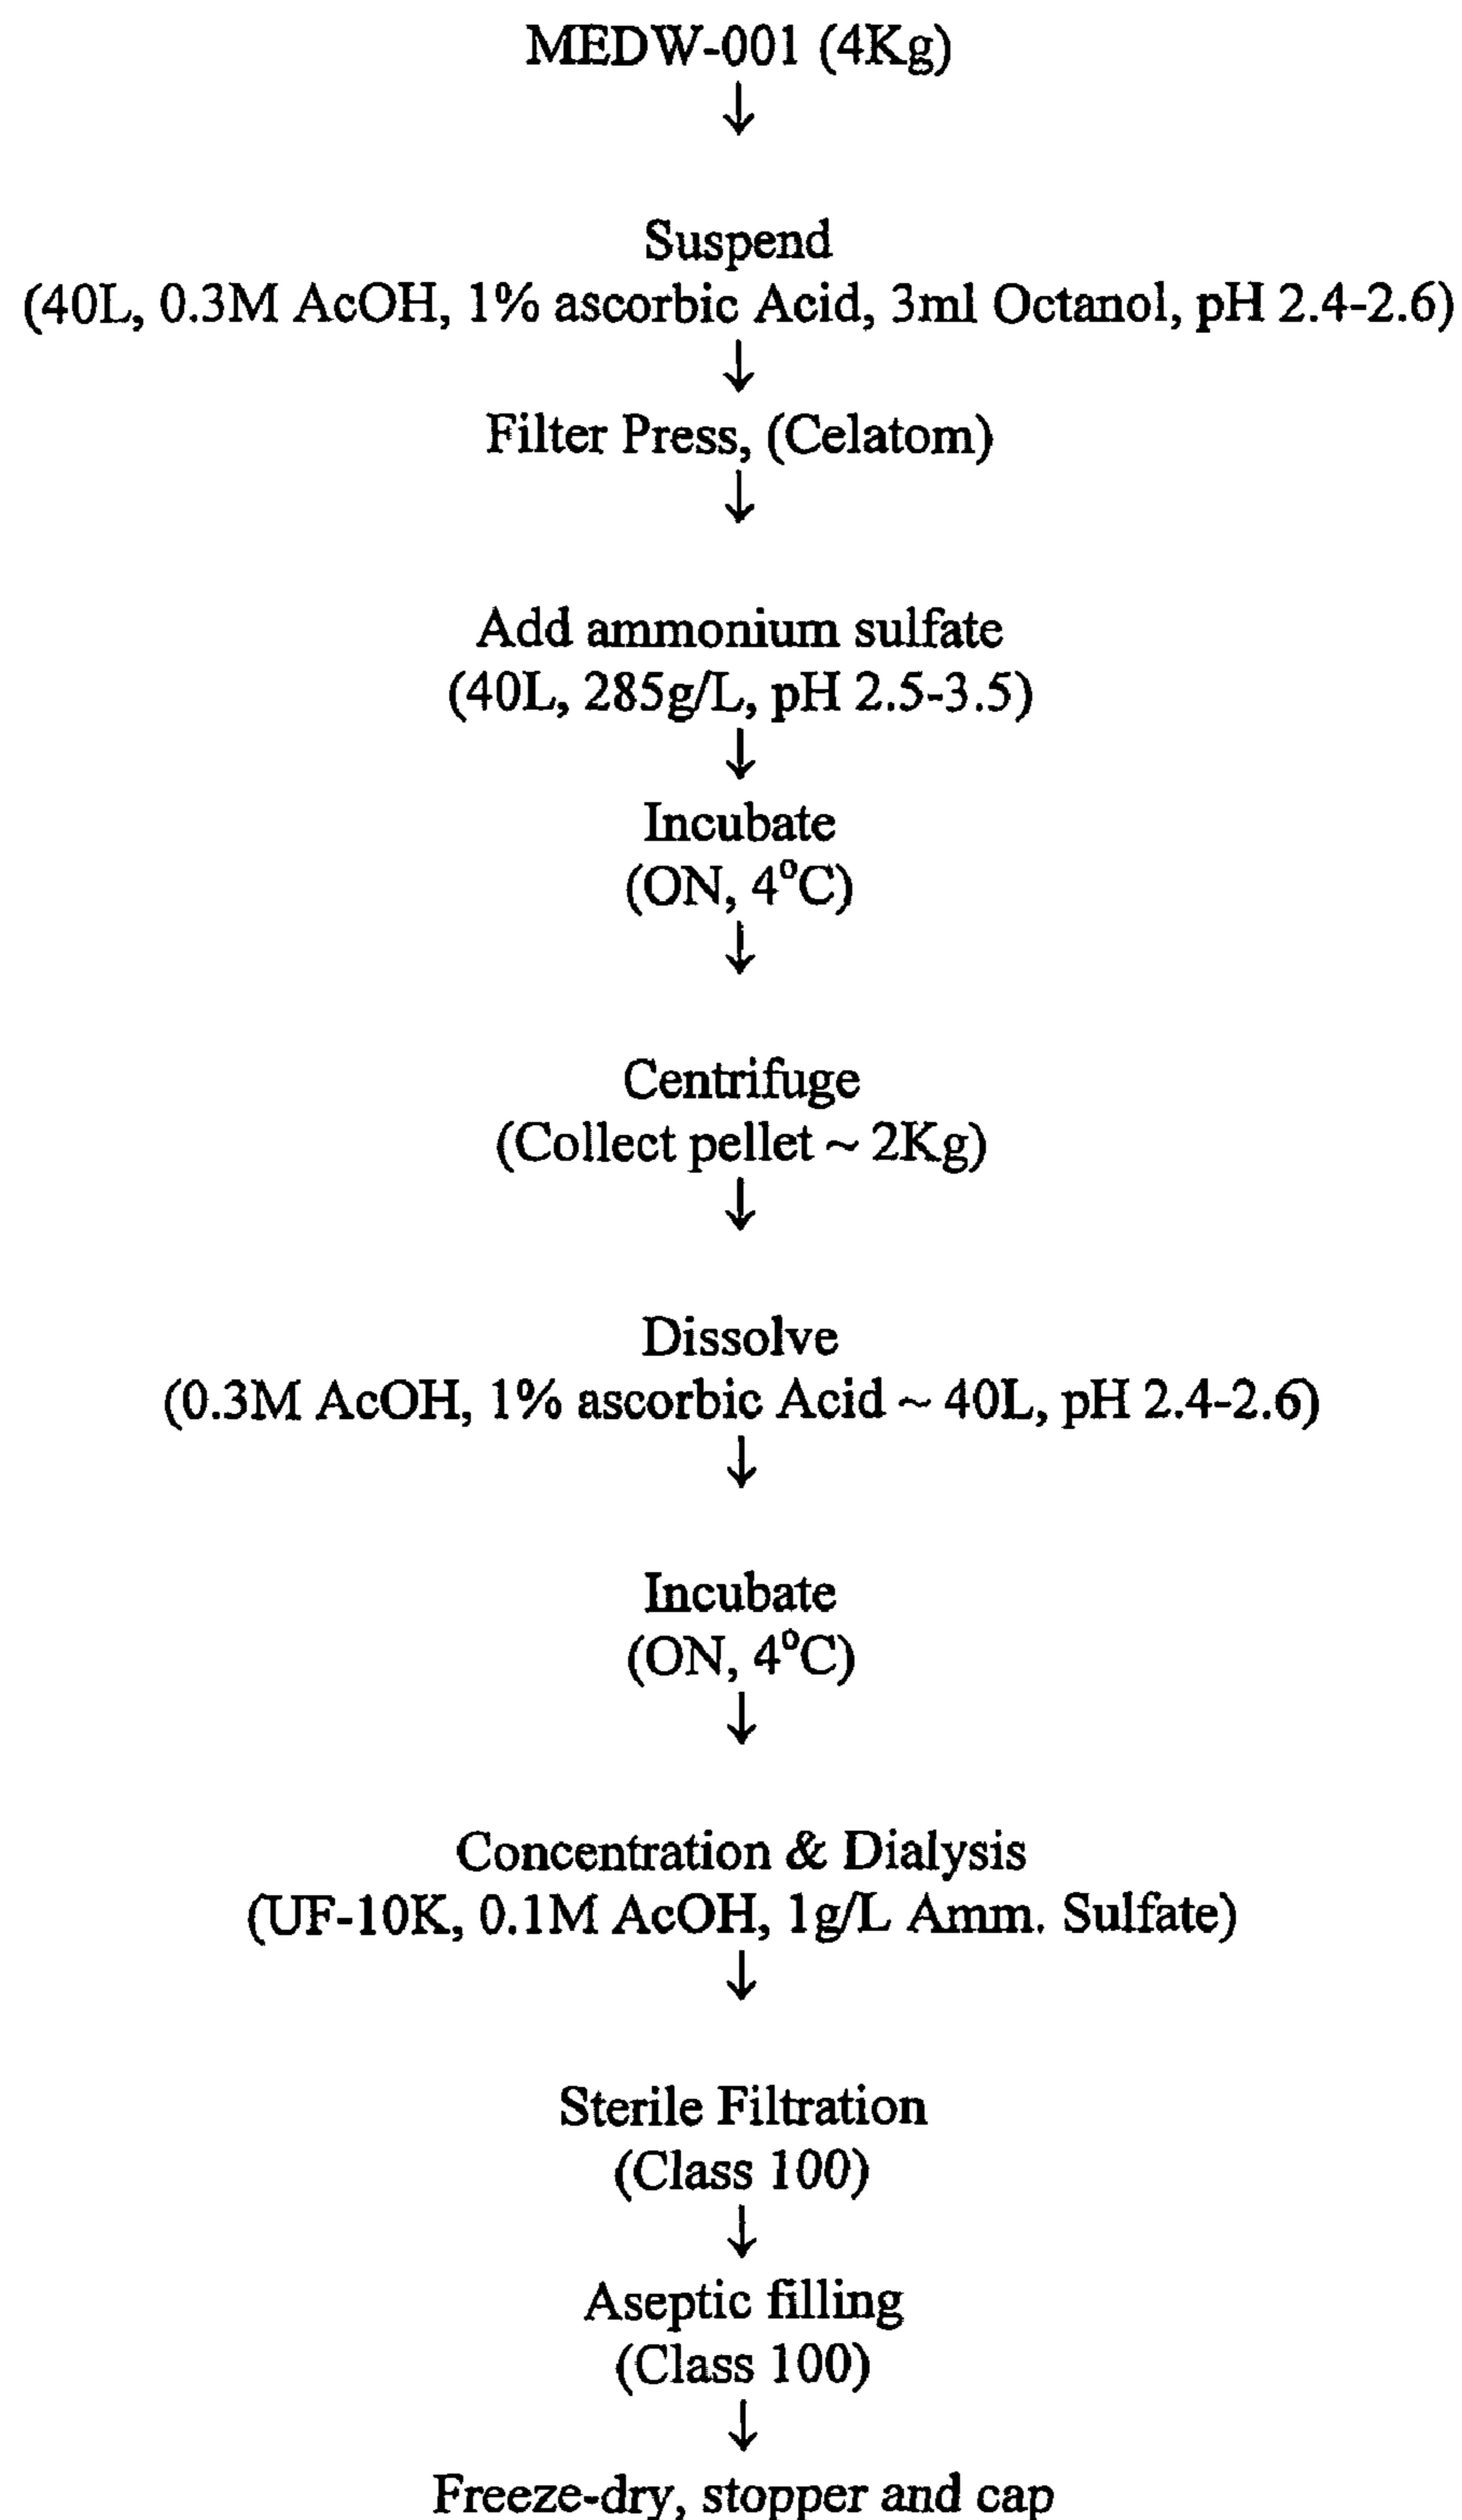 MEDW-001 (4Kg)
↓
Suspend
(40L, 0.3M AcOH, 1% ascorbic Acid, 3ml Octanol, pH 2.4-2.6)
↓
Filter Press, (Celatom)
↓
Add ammonium sulfate
(40L, 285g/L, pH 2.5-3.5)
↓
Incubate
(ON, 4°C)
↓
Centrifuge
(Collect pellet ~ 2Kg)
↓
Dissolve
(0.3M AcOH, 1% ascorbic Acid ~ 40L, pH 2.4-2.6)
↓
Incubate
(ON, 4°C)
↓
Concentration & Dialysis
(UF-10K, 0.1M AcOH, 1g/L Amm. Sulfate)
↓
Sterile Filtration
(Class 100)
↓
Aseptic filling
(Class 100)
↓
Freeze-dry, stopper and cap